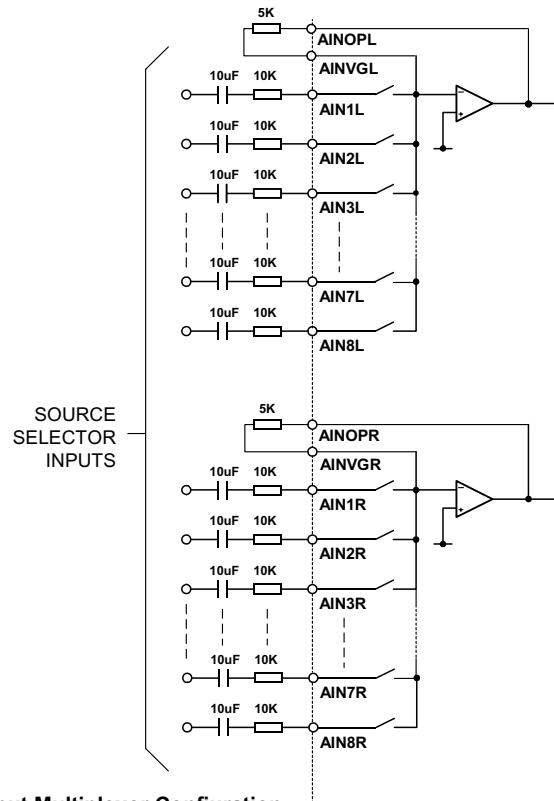 5K
AINOPL
AINVGL
10uF 10K
AIN1L
10uF 10K
AIN2L
10uF 10K
AIN3L
10uF 10K
AIN7L
10uF 10K
AIN8L
SOURCE
SELECTOR
INPUTS
5K
AINOPR
AINVGR
10uF 10K
AIN1R
10uF 10K
AIN2R
10uF 10K
AIN3R
10uF 10K
AIN7R
10uF 10K
AIN8R